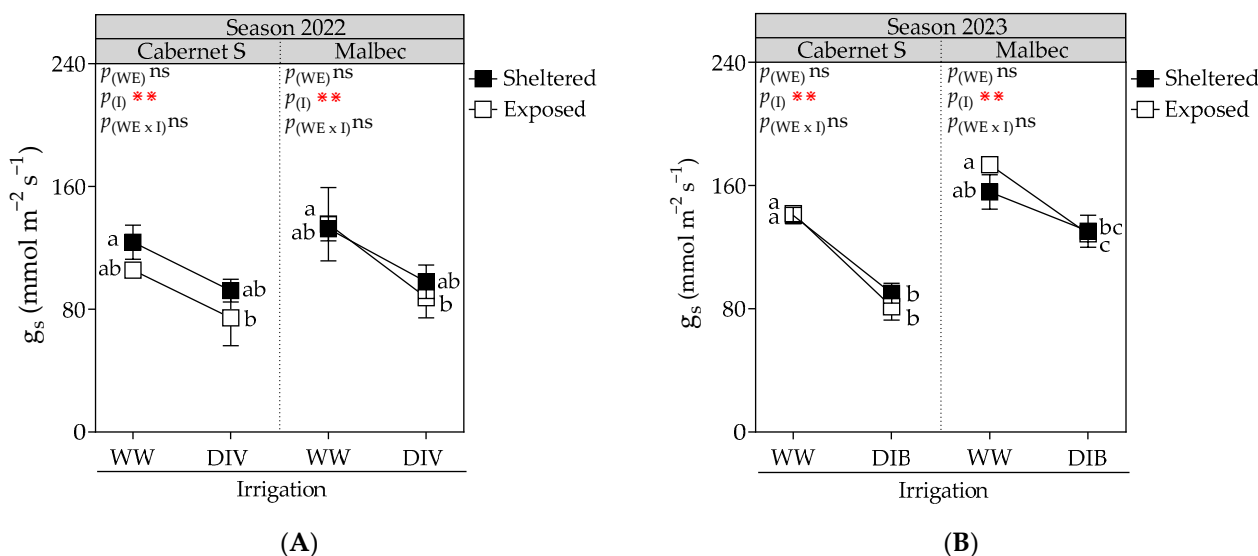 Season 2022
Cabernet S Malbec
240
160
80
0
g_s (mmol m⁻² s⁻¹)
p(WE) ns
p(I) **
p(WE x I) ns
p(WE) ns
p(I) **
p(WE x I) ns
Sheltered
Exposed
a
ab
ab
b
a
ab
ab
b
WW DIV WW DIV
Irrigation
(A)
Season 2023
Cabernet S Malbec
240
160
80
0
g_s (mmol m⁻² s⁻¹)
p(WE) ns
p(I) **
p(WE x I) ns
p(WE) ns
p(I) **
p(WE x I) ns
Sheltered
Exposed
a
a
b
b
a
ab
bc
c
WW DIB WW DIB
Irrigation
(B)